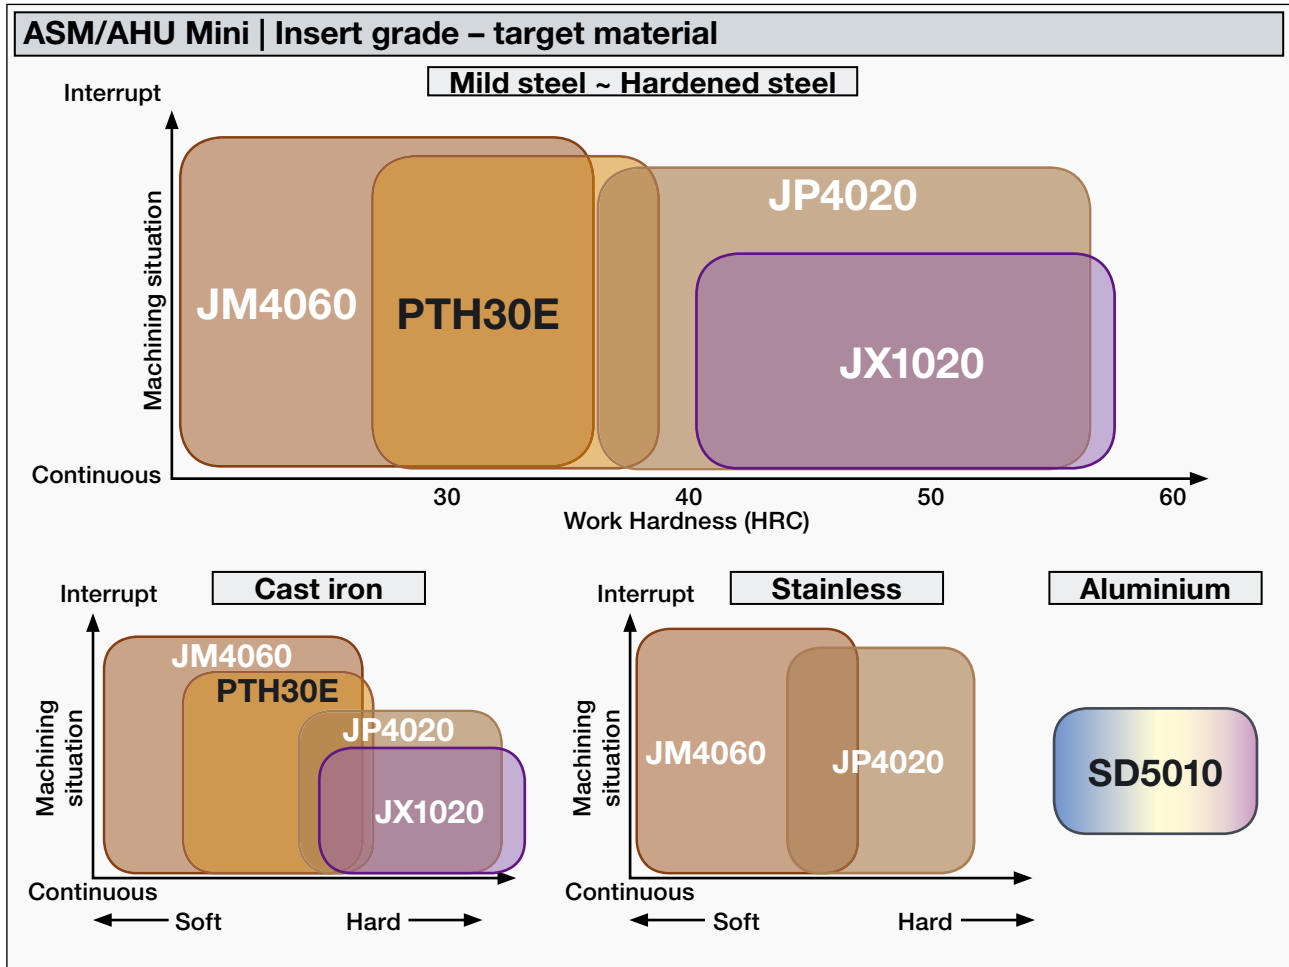 ASM/AHU Mini | Insert grade – target material
Mild steel ~ Hardened steel
Interrupt
Machining situation
Continuous
JM4060
PTH30E
JP4020
JX1020
30 40 50 60
Work Hardness (HRC)
Cast iron
Interrupt
Machining
situation
Continuous
JM4060
PTH30E
JP4020
JX1020
Soft Hard
Stainless
Interrupt
Machining
situation
Continuous
JM4060
JP4020
Soft Hard
Aluminium
SD5010